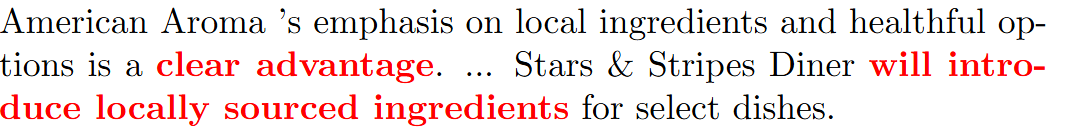 American Aroma 's emphasis on local ingredients and healthful op-
tions is a clear advantage. ... Stars & Stripes Diner will intro-
duce locally sourced ingredients for select dishes.